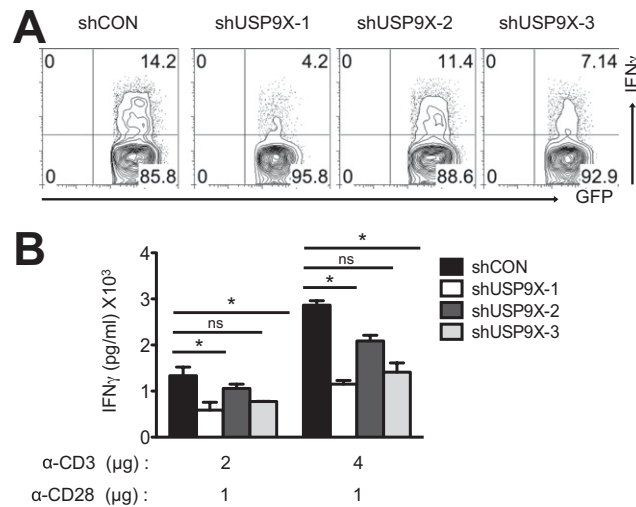 A
shCON shUSP9X-1 shUSP9X-2 shUSP9X-3
0 14.2 0 4.2 0 11.4 0 7.14
IFNγ
0 85.8 0 95.8 0 88.6 0 92.9
GFP
B
IFNγ (pg/ml) X10³
4
3
2
1
0
* ns *
* ns *
shCON
shUSP9X-1
shUSP9X-2
shUSP9X-3
α-CD3 (µg) : 2 4
α-CD28 (µg) : 1 1